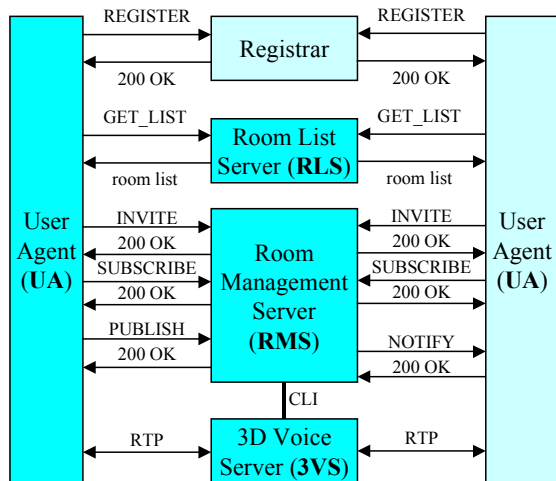 REGISTER
REGISTER
Registrar
200 OK
200 OK
GET_LIST
GET_LIST
Room List
Server (RLS)
room list
room list
User
Agent
(UA)
INVITE
200 OK
SUBSCRIBE
200 OK
PUBLISH
200 OK
Room
Management
Server
(RMS)
INVITE
200 OK
SUBSCRIBE
200 OK
NOTIFY
200 OK
User
Agent
(UA)
CLI
RTP
3D Voice
Server (3VS)
RTP